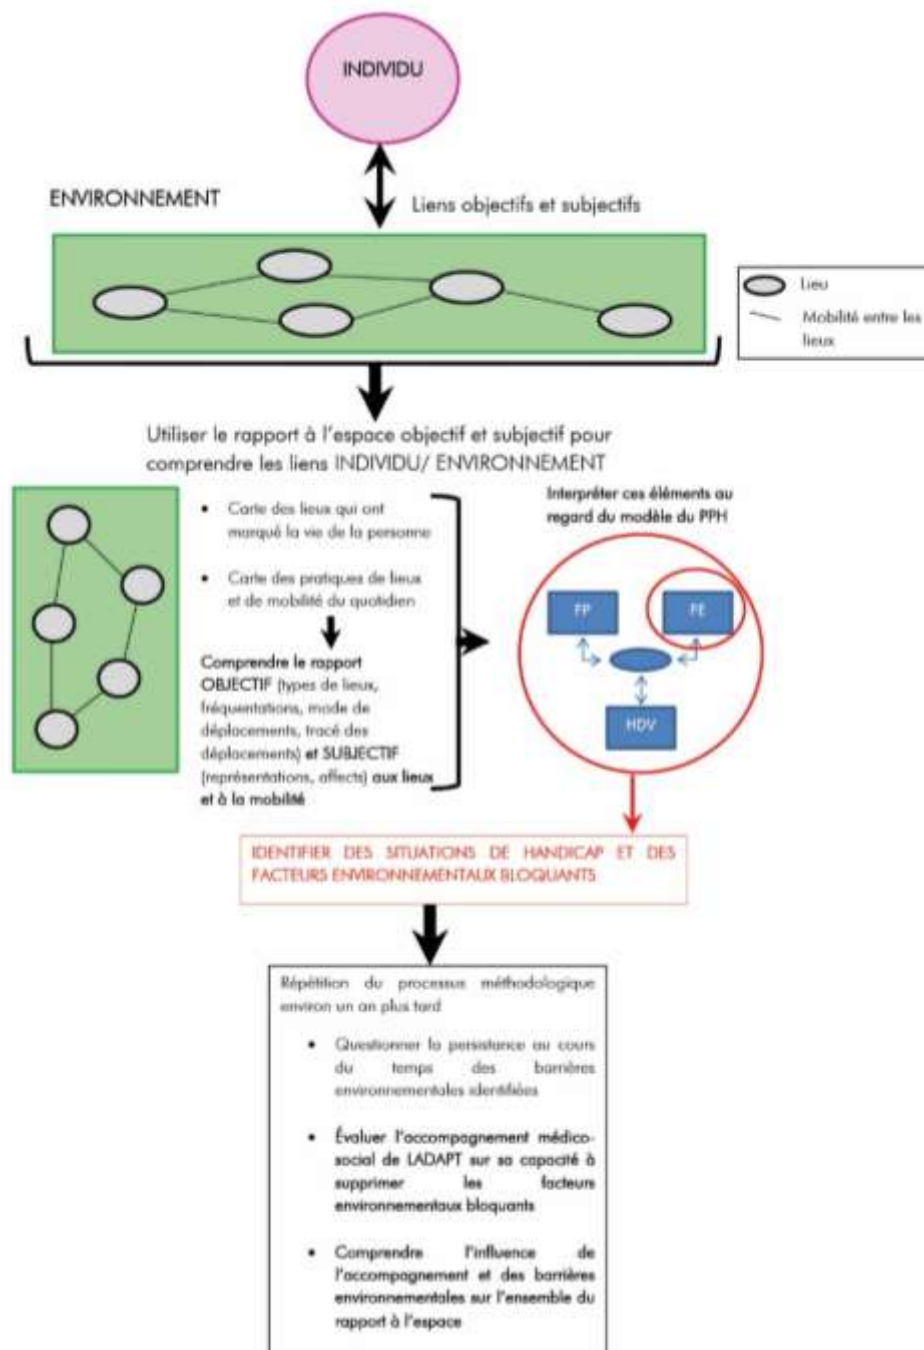 INDIVIDU
ENVIRONNEMENT
Liens objectifs et subjectifs
Lieu
Mobilité entre les
lieux
Utiliser le rapport à l'espace objectif et subjectif pour
comprendre les liens INDIVIDU/ ENVIRONNEMENT
• Carte des lieux qui ont
marqué la vie de la personne
• Carte des pratiques de lieux
et de mobilité du quotidien
Comprendre le rapport
OBJECTIF (types de lieux,
fréquentations, mode de
déplacements, tracé des
déplacements) et SUBJECTIF
(représentations, affects) aux lieux
et à la mobilité
Interpréter ces éléments au
regard du modèle du PPH
FP
FE
HDV
IDENTIFIER DES SITUATIONS DE HANDICAP ET DES
FACTEURS ENVIRONNEMENTAUX BLOQUANTS
Répétition du processus méthodologique
environ un an plus tard
• Questionner la persistance au cours
du temps des barrières
environnementales identifiées
• Évaluer l'accompagnement médico-
social de LADAPT sur sa capacité à
supprimer les facteurs
environnementaux bloquants
• Comprendre l'influence de
l'accompagnement et des barrières
environnementales sur l'ensemble du
rapport à l'espace